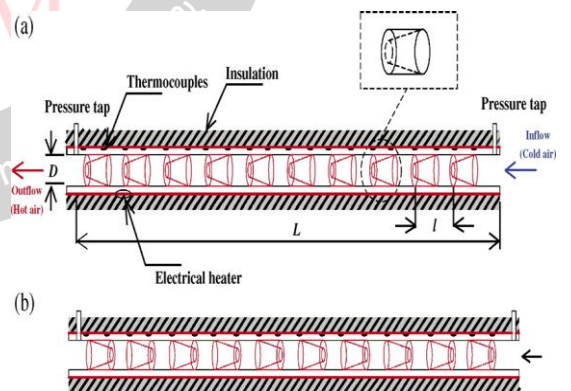 (a)
Thermocouples
Insulation
Pressure tap
Pressure tap
Inflow
(Cold air)
D
Outflow
(Hot air)
l
L
Electrical heater
(b)